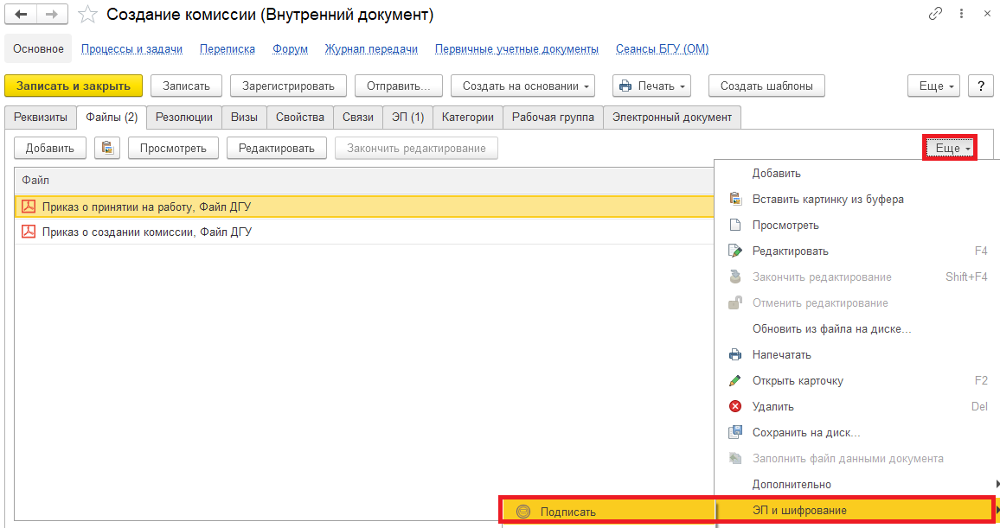 Создание комиссии (Внутренний документ)
Основное Процессы и задачи Переписка Форум Журнал передачи Первичные учетные документы Сеансы БГУ (ОМ)
Записать и закрыть Записать Зарегистрировать Отправить... Создать на основании Печать Создать шаблоны Еще ?
Реквизиты Файлы (2) Резолюции Визы Свойства Связи ЭП (1) Категории Рабочая группа Электронный документ
Добавить Просмотреть Редактировать Закончить редактирование Еще
Файл
Приказ о принятии на работу, Файл ДГУ
Приказ о создании комиссии, Файл ДГУ
Добавить
Вставить картинку из буфера
Просмотреть
Редактировать F4
Закончить редактирование Shift+F4
Отменить редактирование
Обновить из файла на диске...
Напечатать
Открыть карточку F2
Удалить Del
Сохранить на диск...
Заполнить файл данными документа
Дополнительно
Подписать ЭП и шифрование